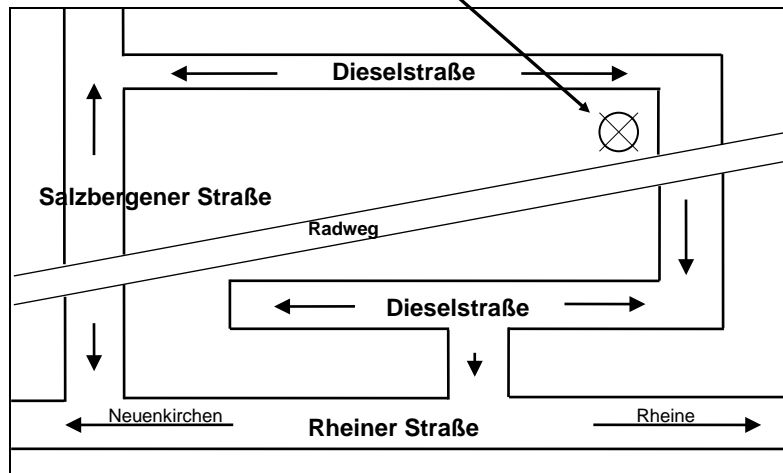 Dieselstraße
Salzbergener Straße
Radweg
Dieselstraße
Neuenkirchen
Rheiner Straße
Rheine